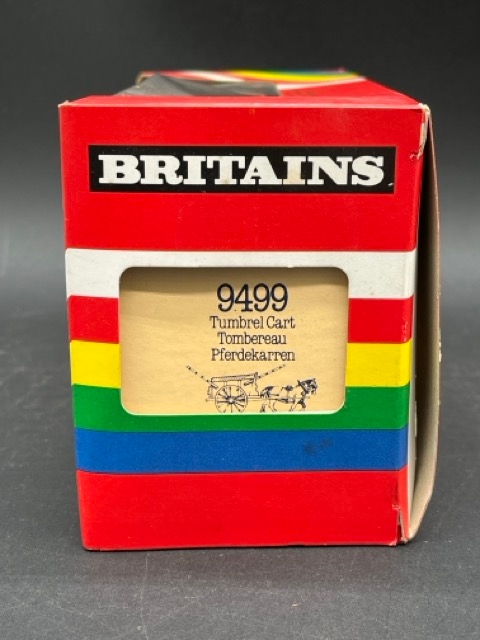 BRITAINS
9499
Tumbrel Cart
Tombereau
Pferdekarren